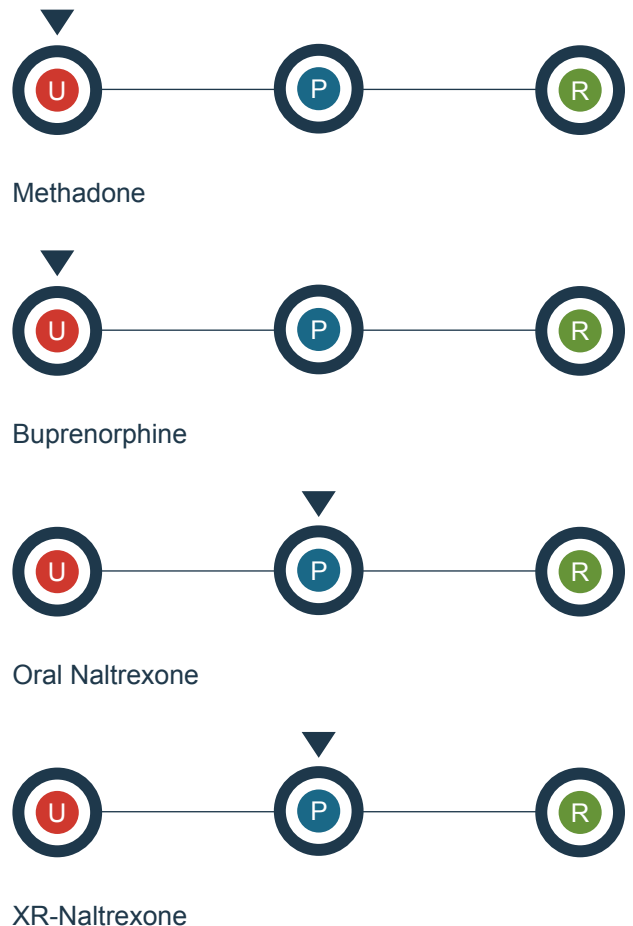 U P R
Methadone
U P R
Buprenorphine
U P R
Oral Naltrexone
U P R
XR-Naltrexone